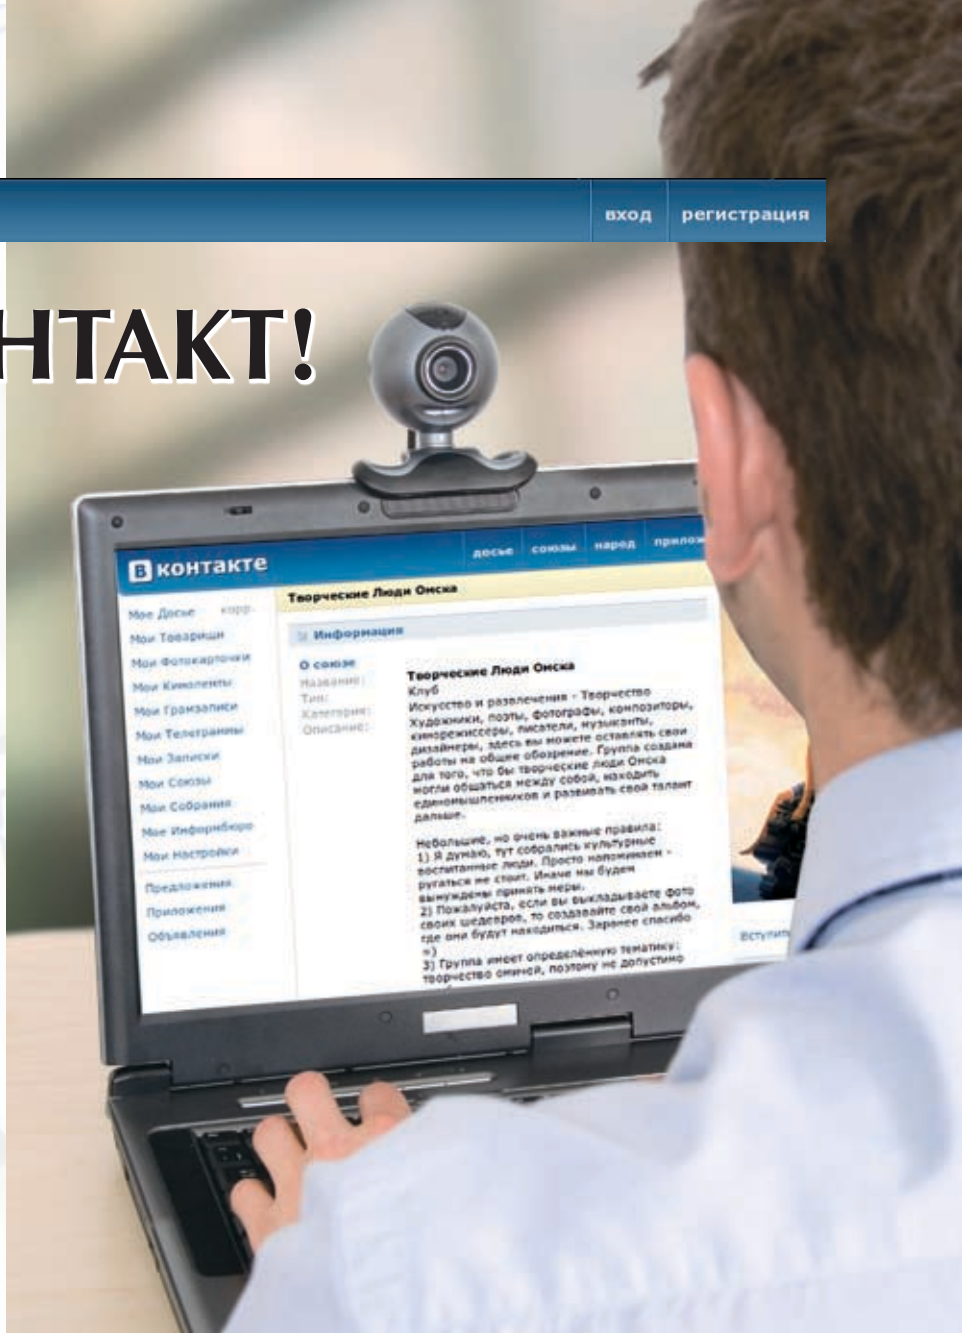 вход регистрация
НТАКТ!
В контакте
досье союзы народ прилож
Творческие Люди Омска
Мое Досье корр.
Мои Товарищи
Мои Фотокарточки
Мои Киноленты
Мои Грамзаписи
Мои Телеграммы
Мои Записки
Мои Союзы
Мои Собрания
Мое Информбюро
Мои Настройки
Предложения
Приложения
Объявления
Информация
О союзе
Название:
Тип:
Категория:
Описание:
Творческие Люди Омска
Клуб
Искусство и развлечения - Творчество
Художники, поэты, фотографы, композиторы,
кинорежиссёры, писатели, музыканты,
дизайнеры, здесь вы можете оставлять свои
работы на общее обозрение. Группа создана
для того, что бы творческие люди Омска
могли общаться между собой, находить
единомышленников и развивать свой талант
дальше.
Небольшие, но очень важные правила:
1) Я думаю, тут собрались культурные
воспитанные люди. Просто напоминаем -
ругаться не стоит. Иначе мы будем
вынуждены принять меры.
2) Пожалуйста, если вы выкладываете фото
своих шедевров, то создавайте свой альбом,
где они будут находиться. Заранее спасибо
=)
3) Группа имеет определённую тематику:
творчество омичей, поэтому не допустимо
Вступить